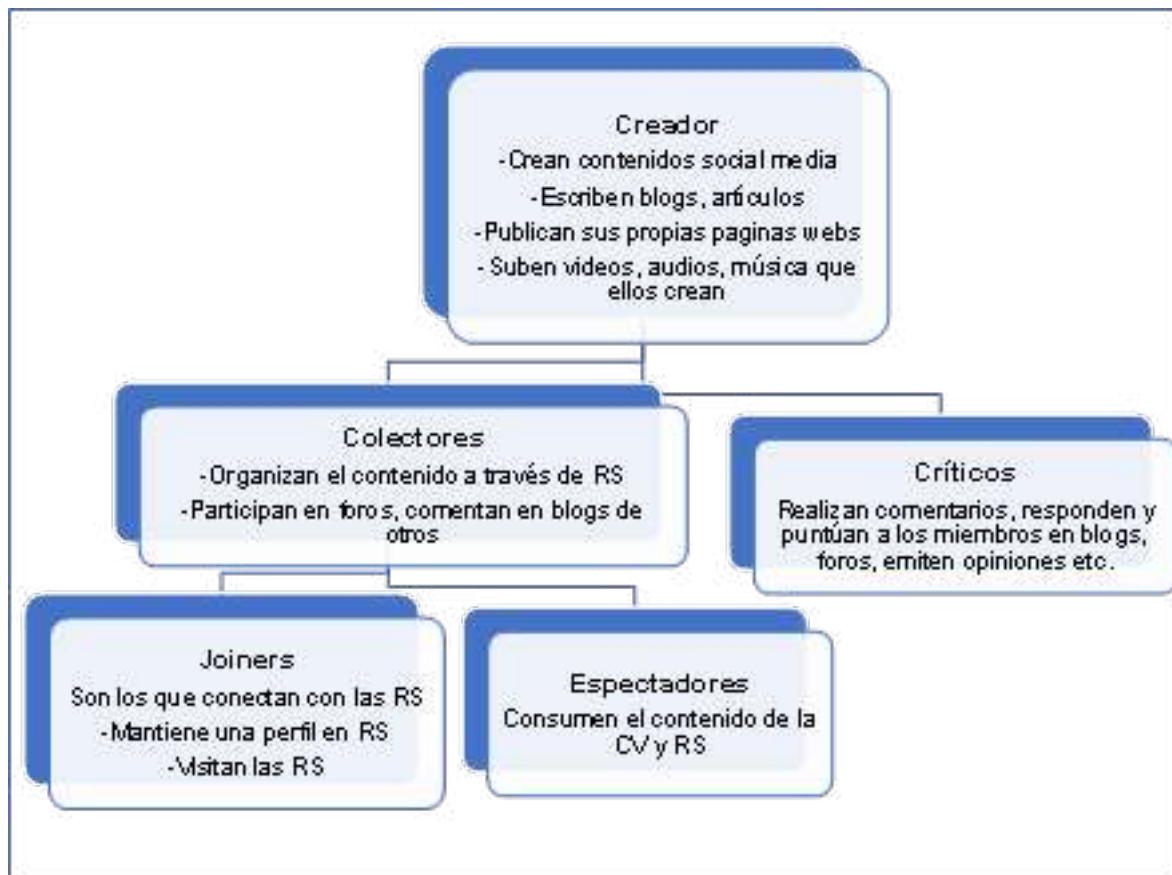 Creador
-Crean contenidos social media
-Escriben blogs, artículos
-Publican sus propias paginas webs
- Suben videos, audios, música que
ellos crean
Colectores
-Organizan el contenido a través de RS
-Participan en foros, comentan en blogs de
otros
Críticos
Realizan comentarios, responden y
puntúan a los miembros en blogs,
foros, emiten opiniones etc.
Joiners
Son los que conectan con las RS
-Mantiene una perfil en RS
-Visitan las RS
Espectadores
Consumen el contenido de la
CV y RS